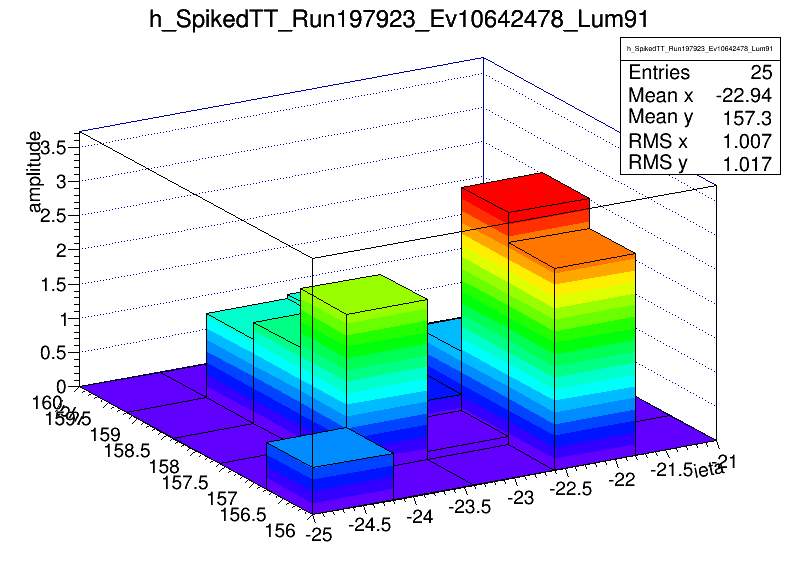 h_SpikedTT_Run197923_Ev10642478_Lum91
h_SpikedTT_Run197923_Ev10642478_Lum91
Entries 25
Mean x -22.94
Mean y 157.3
RMS x 1.007
RMS y 1.017
amplitude
3.5
3
2.5
2
1.5
1
0.5
0
160
159.5
159
158.5
158
157.5
157
156.5
156
-25
-24.5
-24
-23.5
-23
-22.5
-22
-21.5
-21
ieta